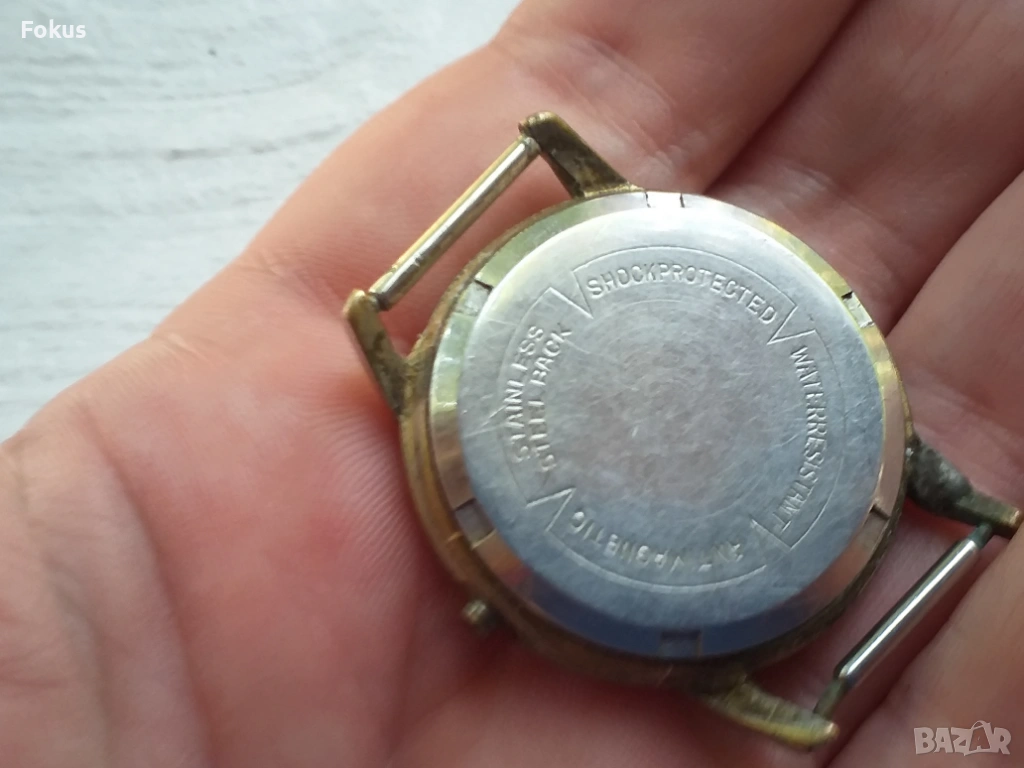 Fokus
SHOCKPROTECTED
WATERRESISTANT
ANTIMAGNETIC
STAINLESS
STEEL BACK
BAZAR